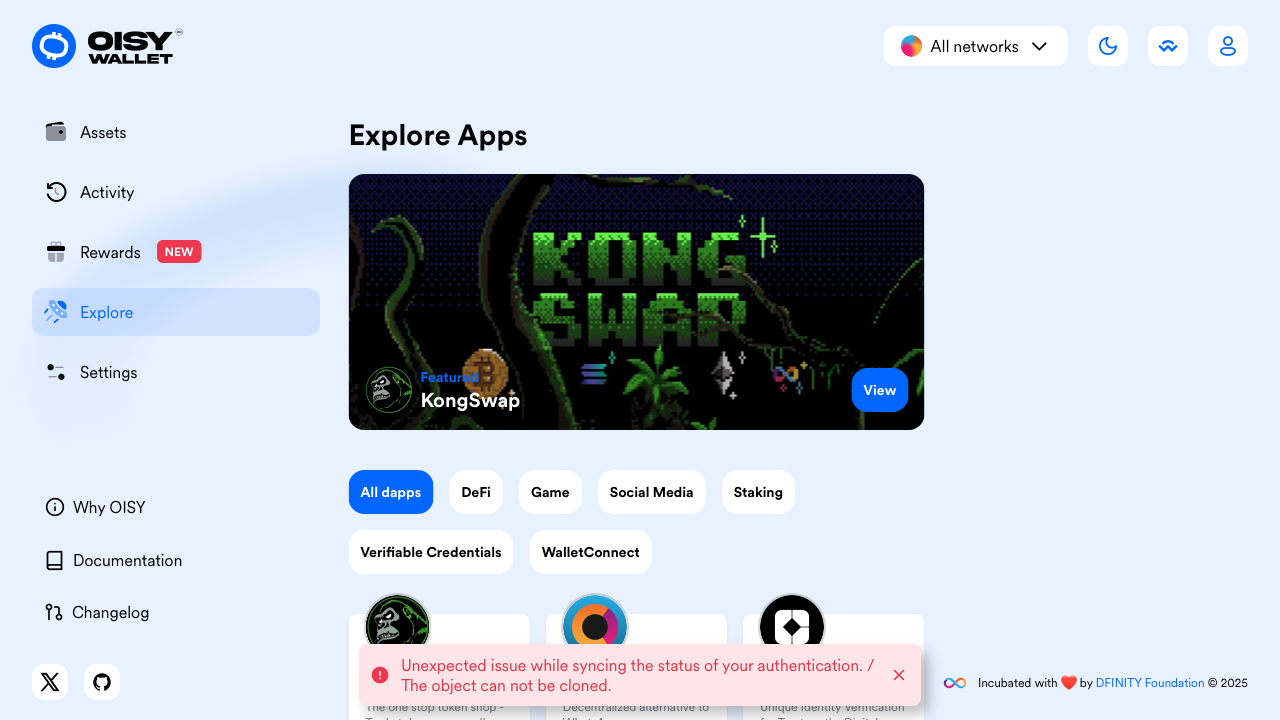 OISY
WALLET
All networks
Assets
Activity
Rewards NEW
Explore
Settings
Why OISY
Documentation
Changelog
Explore Apps
KONG
SWAP
Featured
KongSwap
View
All dapps DeFi Game Social Media Staking
Verifiable Credentials WalletConnect
Unexpected issue while syncing the status of your authentication. /
The object can not be cloned.
The one stop token shop -
Decentralized alternative to
Unique Identity Verification
Incubated with ❤️ by DFINITY Foundation © 2025